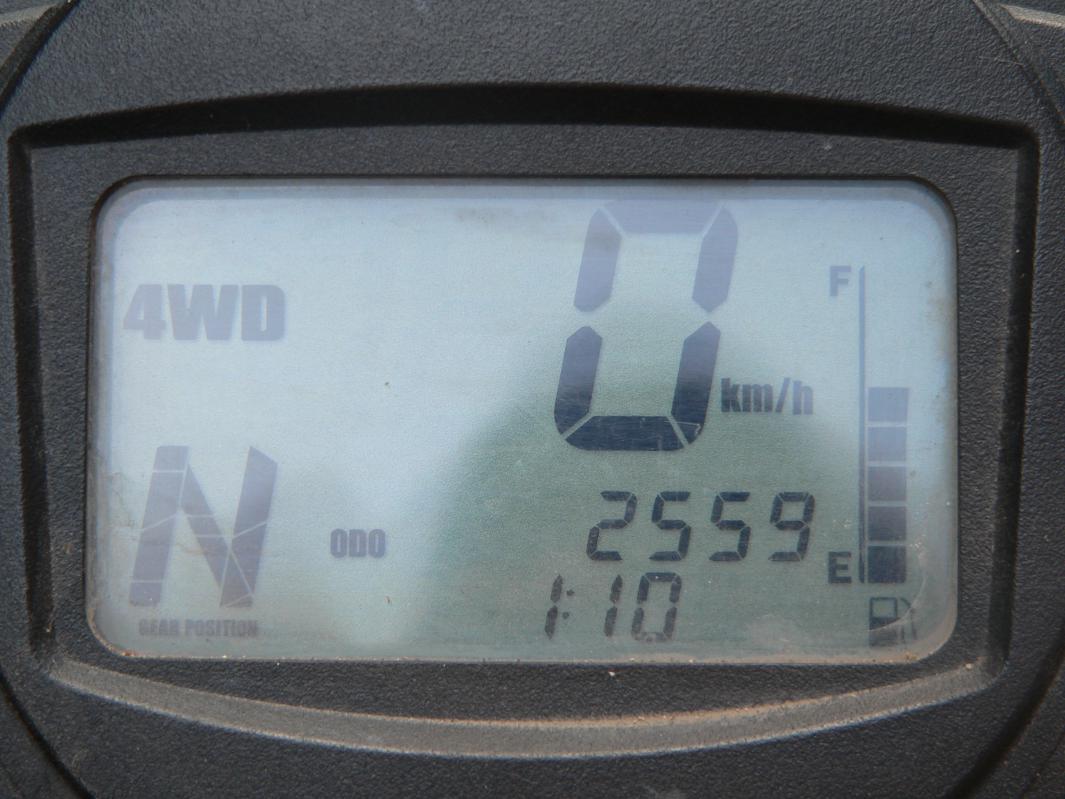 4WD
0 km/h
F
N
ODO 2559
E
1:10
GEAR POSITION